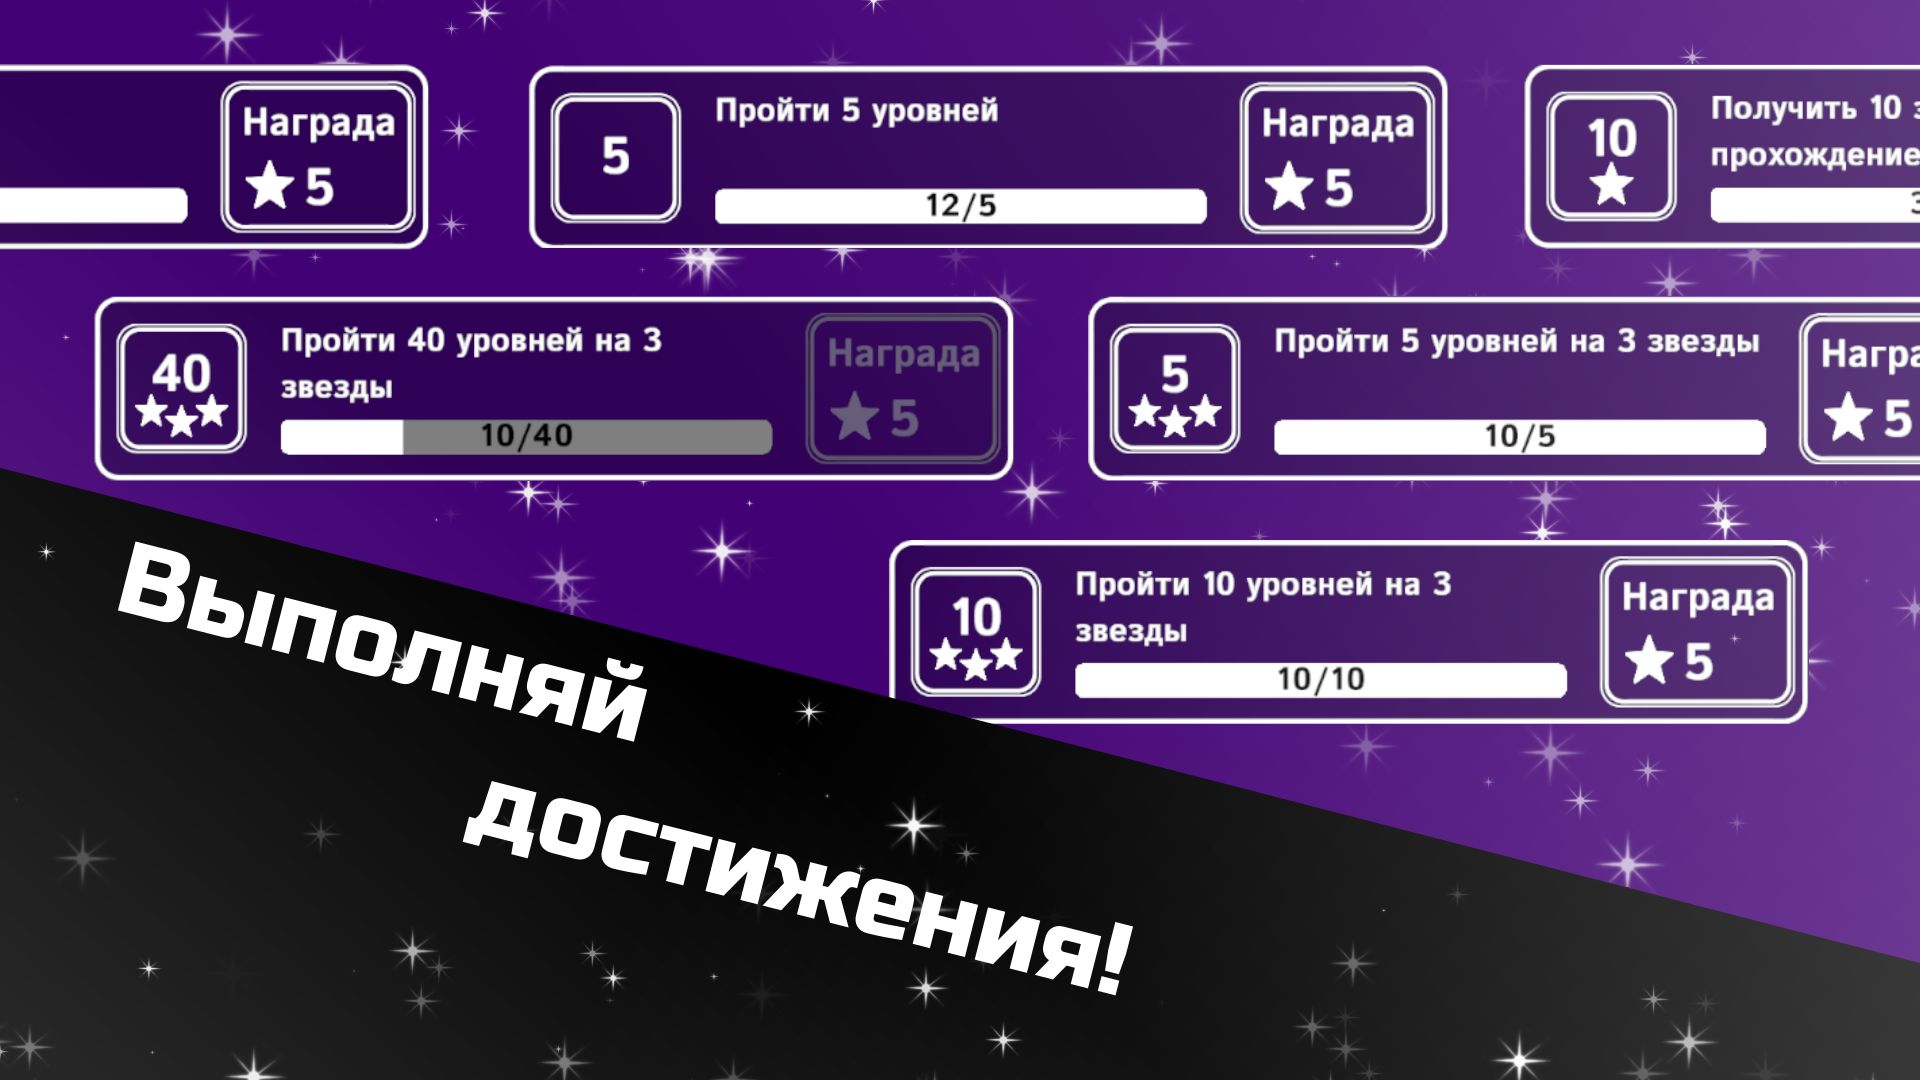 Награда
5
5
Пройти 5 уровней
12/5
Награда
5
10
Получить 10
прохождение
40
Пройти 40 уровней на 3
звезды
10/40
Награда
5
5
Пройти 5 уровней на 3 звезды
10/5
5
10
Пройти 10 уровней на 3
звезды
10/10
Награда
5
Выполняй
достижения!